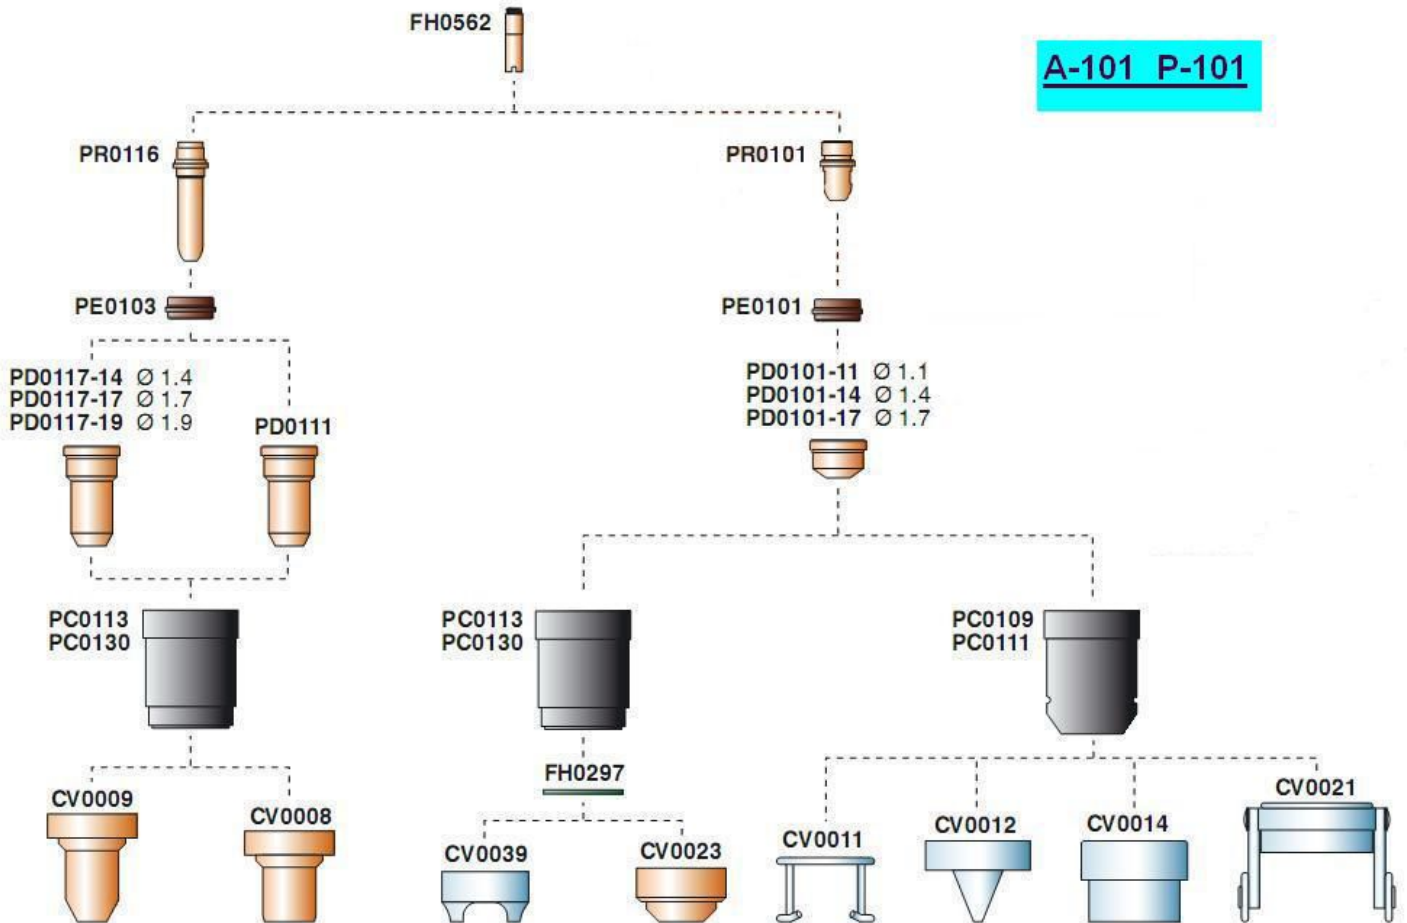 FH0562
A-101 P-101
PR0116
PR0101
PE0103
PE0101
PD0117-14 Ø 1.4
PD0117-17 Ø 1.7
PD0117-19 Ø 1.9
PD0111
PD0101-11 Ø 1.1
PD0101-14 Ø 1.4
PD0101-17 Ø 1.7
PC0113
PC0130
PC0113
PC0130
PC0109
PC0111
FH0297
CV0009
CV0008
CV0039
CV0023
CV0011
CV0012
CV0014
CV0021